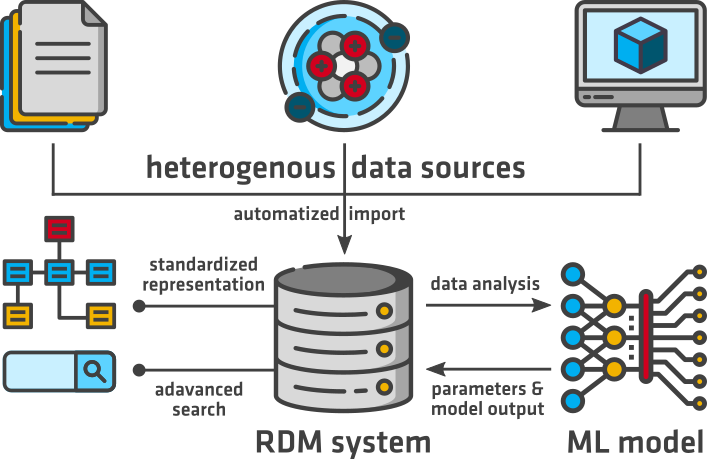 heterogenous data sources
automatized import
standardized
representation
data analysis
adavanced
search
parameters &
model output
RDM system
ML model